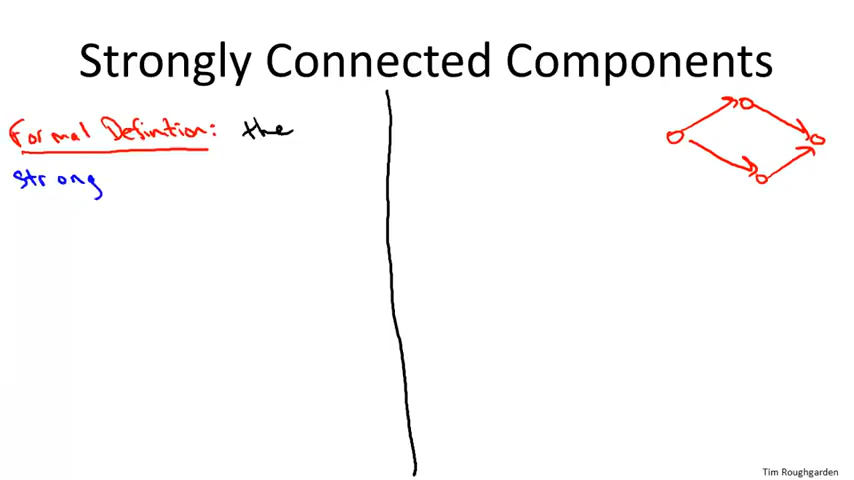 Strongly Connected Components
Formal Definition: the
strong
Tim Roughgarden